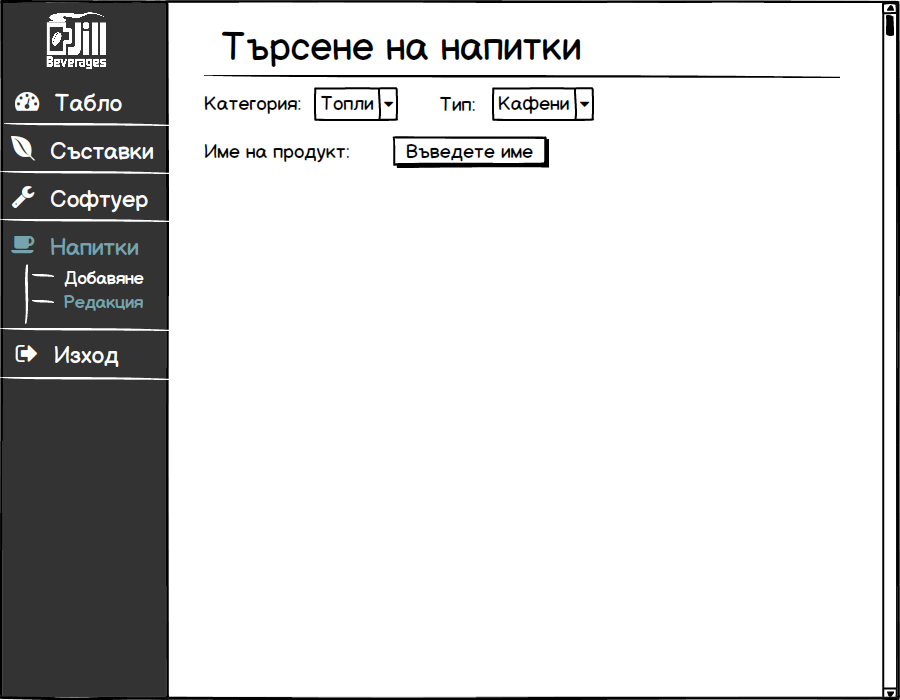 Jill
Beverages
Табло
Съставки
Софтуер
Напитки
Добавяне
Редакция
Изход
Търсене на напитки
Категория: Топли Тип: Кафени
Име на продукт: Въведете име